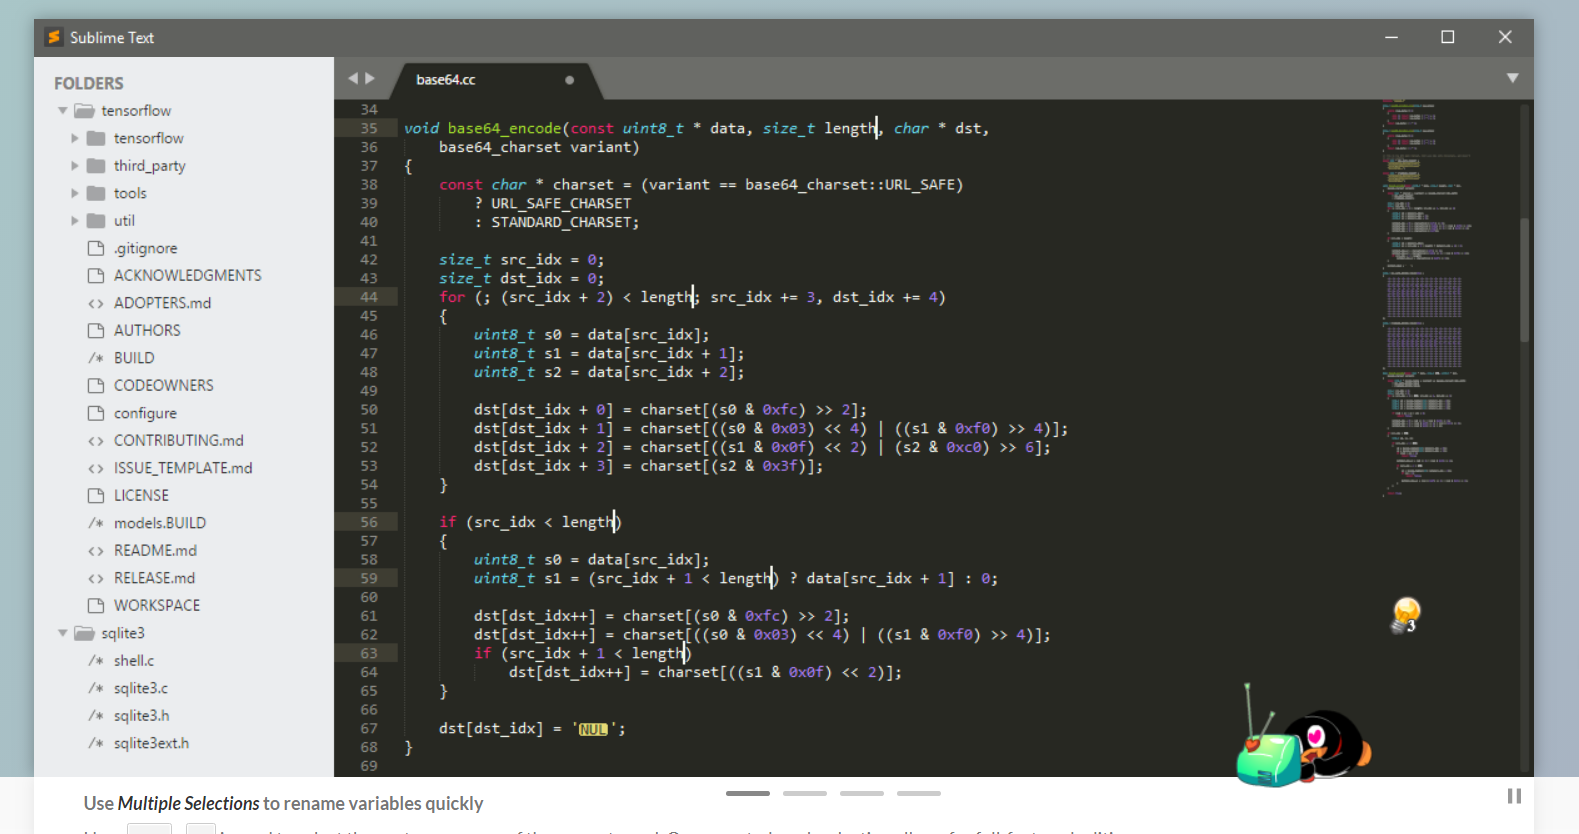 Sublime Text
FOLDERS
tensorflow
tensorflow
third_party
tools
util
.gitignore
ACKNOWLEDGMENTS
<> ADOPTERS.md
AUTHORS
/* BUILD
CODEOWNERS
configure
<> CONTRIBUTING.md
<> ISSUE_TEMPLATE.md
LICENSE
/* models.BUILD
<> README.md
<> RELEASE.md
WORKSPACE
sqlite3
/* shell.c
/* sqlite3.c
/* sqlite3.h
/* sqlite3ext.h
base64.cc
34
35 void base64_encode(const uint8_t * data, size_t length, char * dst,
36     base64_charset variant)
37 {
38     const char * charset = (variant == base64_charset::URL_SAFE)
39         ? URL_SAFE_CHARSET
40         : STANDARD_CHARSET;
41
42     size_t src_idx = 0;
43     size_t dst_idx = 0;
44     for (; (src_idx + 2) < length; src_idx += 3, dst_idx += 4)
45     {
46         uint8_t s0 = data[src_idx];
47         uint8_t s1 = data[src_idx + 1];
48         uint8_t s2 = data[src_idx + 2];
49
50         dst[dst_idx + 0] = charset[(s0 & 0xfc) >> 2];
51         dst[dst_idx + 1] = charset[((s0 & 0x03) << 4) | ((s1 & 0xf0) >> 4)];
52         dst[dst_idx + 2] = charset[((s1 & 0x0f) << 2) | (s2 & 0xc0) >> 6];
53         dst[dst_idx + 3] = charset[(s2 & 0x3f)];
54     }
55
56     if (src_idx < length)
57     {
58         uint8_t s0 = data[src_idx];
59         uint8_t s1 = (src_idx + 1 < length) ? data[src_idx + 1] : 0;
60
61         dst[dst_idx++] = charset[(s0 & 0xfc) >> 2];
62         dst[dst_idx++] = charset[((s0 & 0x03) << 4) | ((s1 & 0xf0) >> 4)];
63         if (src_idx + 1 < length)
64             dst[dst_idx++] = charset[((s1 & 0x0f) << 2)];
65     }
66
67     dst[dst_idx] = 'NUL';
68 }
69
3
Use Multiple Selections to rename variables quickly